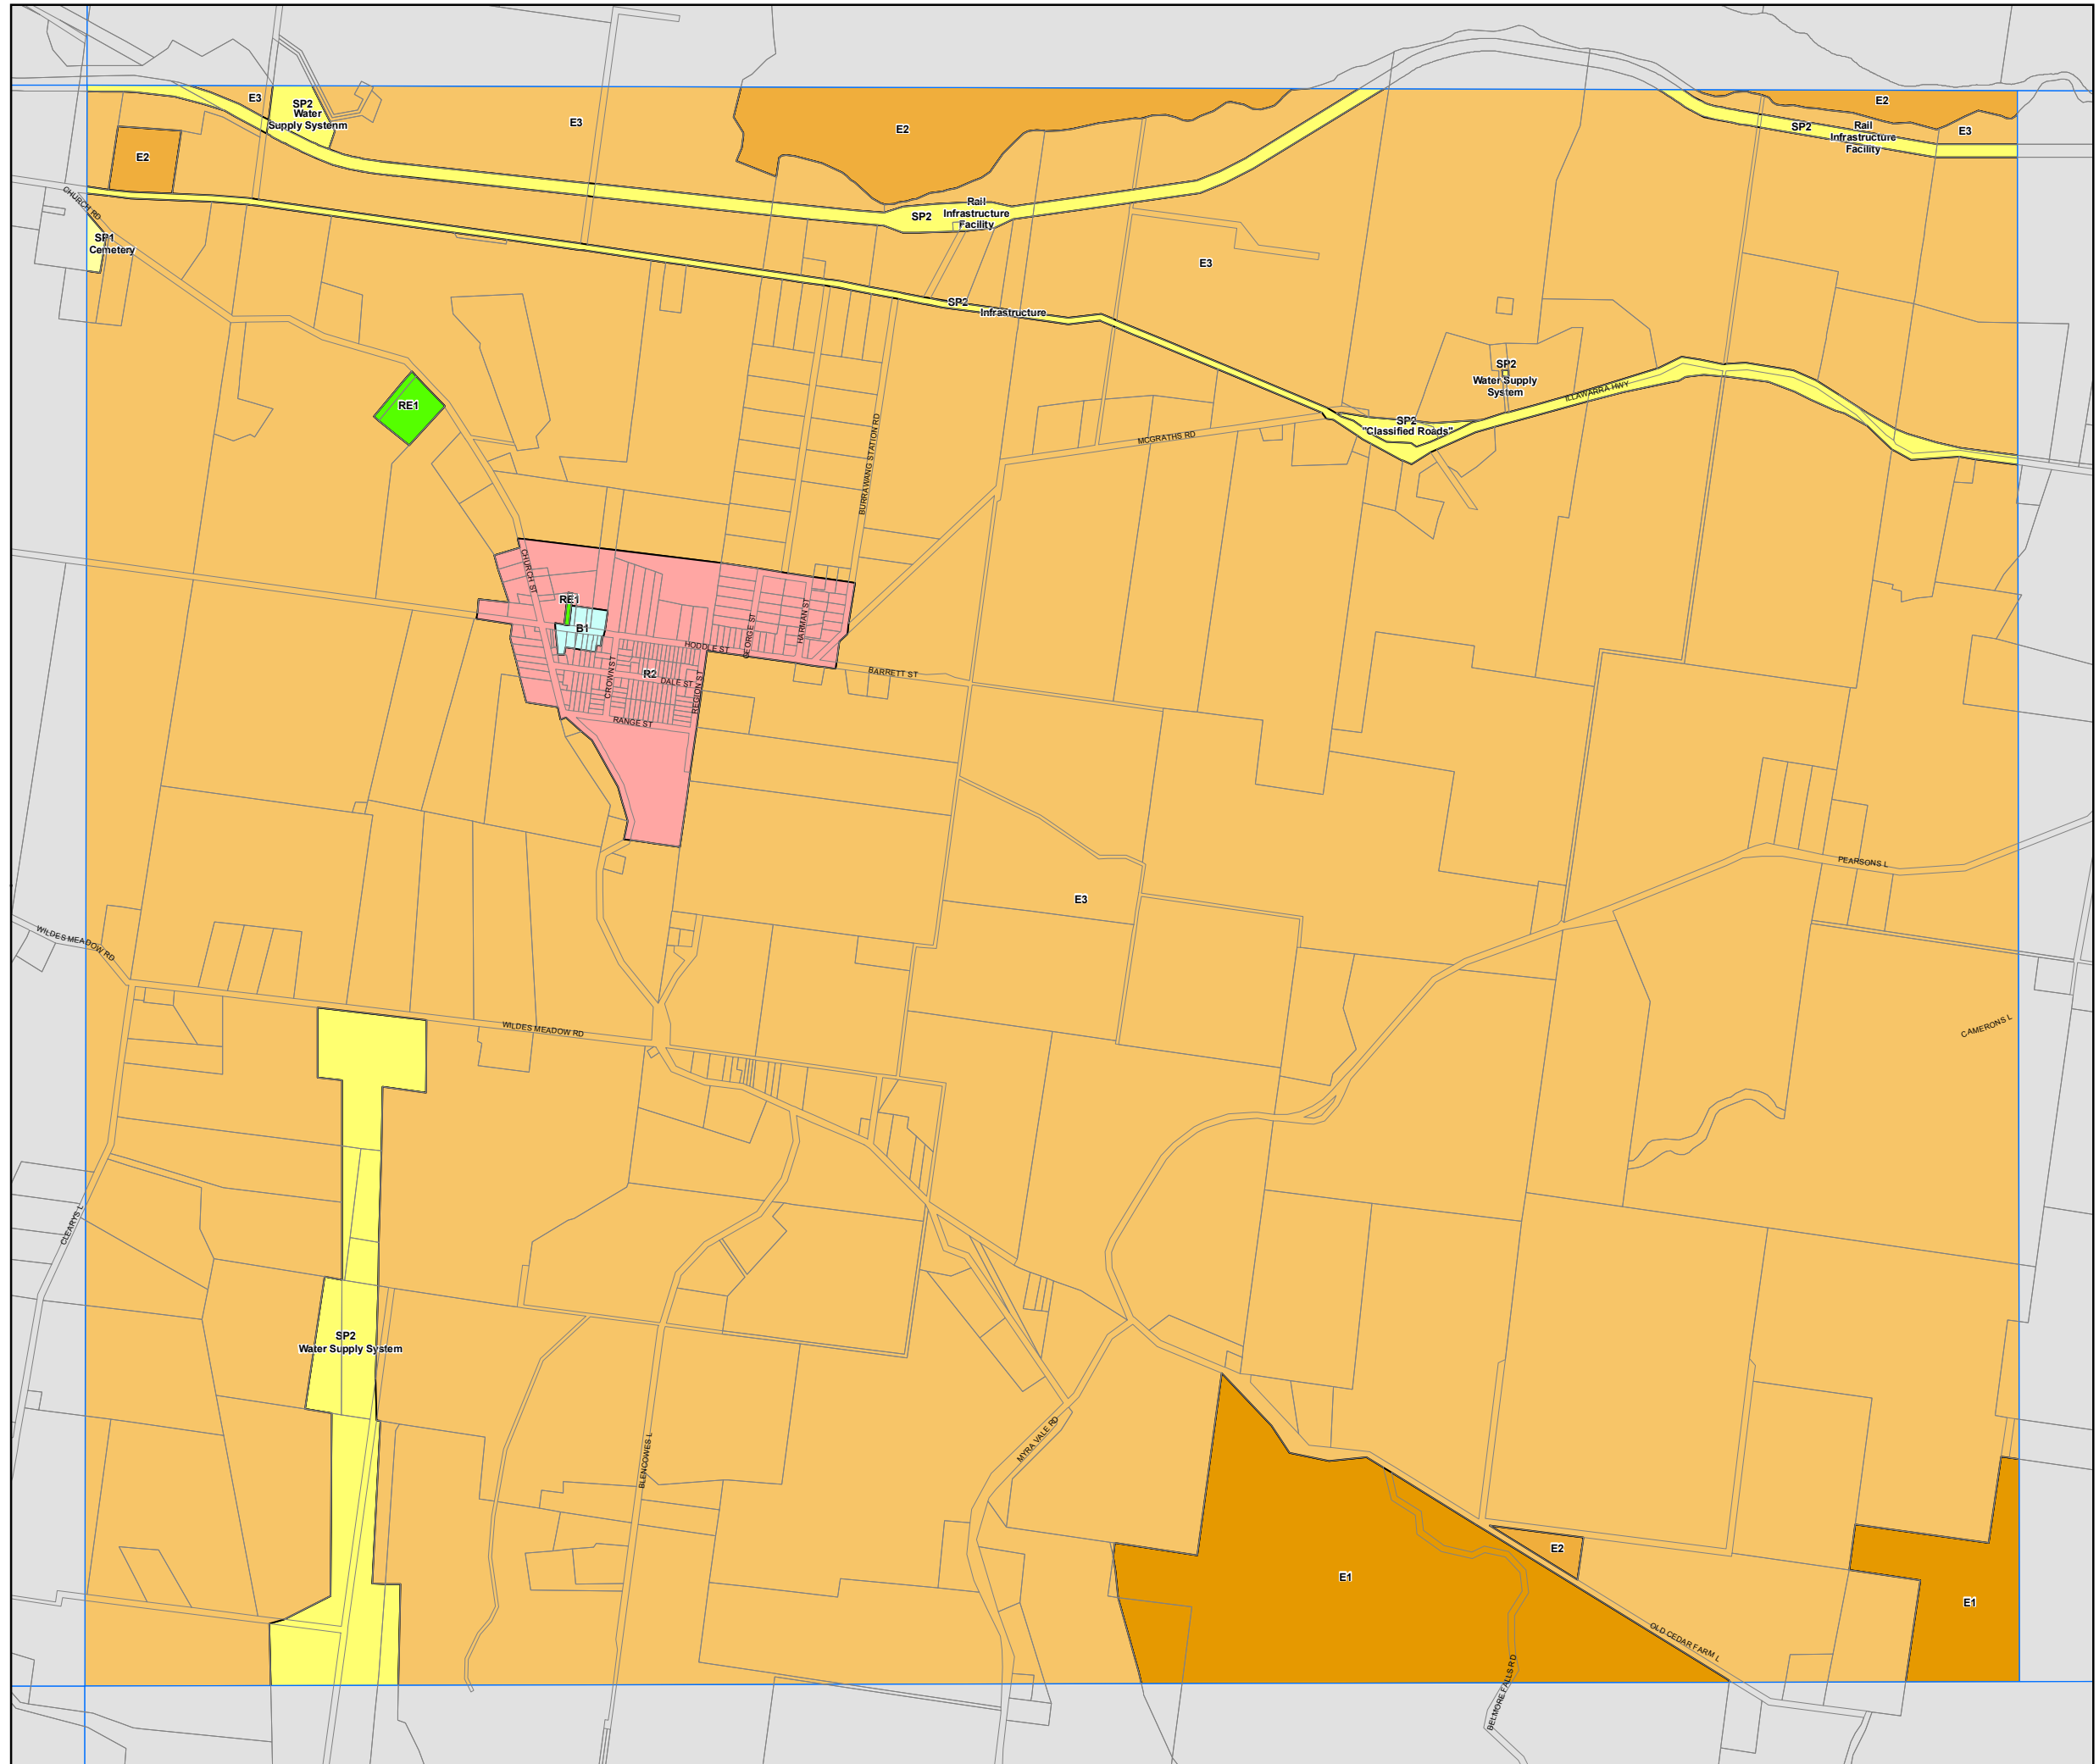 E3
SP2
Water
Supply Systenm
E3
E2
E2
SP2
Rail
Infrastructure
Facility
E3
E2
CHURCH RD
SP1
Cemetery
SP2
Rail
Infrastructure
Facility
E3
SP2
Infrastructure
SP2
Water Supply
System
ILLAWARRA HWY
RE1
SP2
"Classified Roads"
MCGRATHS RD
BURRAWANG STATION RD
CHURCH ST
RE1
B1
HARMAN ST
GEORGE ST
HODDLE ST
R2
CROWN ST
DALE ST
REGION ST
RANGE ST
BARRETT ST
PEARSONS L
E3
WILDES MEADOW RD
WILDES MEADOW RD
CAMERONS L
CLEARYS L
SP2
Water Supply System
BLENCOWES L
MYRA VALE RD
E2
E1
E1
OLD CEDAR FARM L
BELMORE FALLS RD